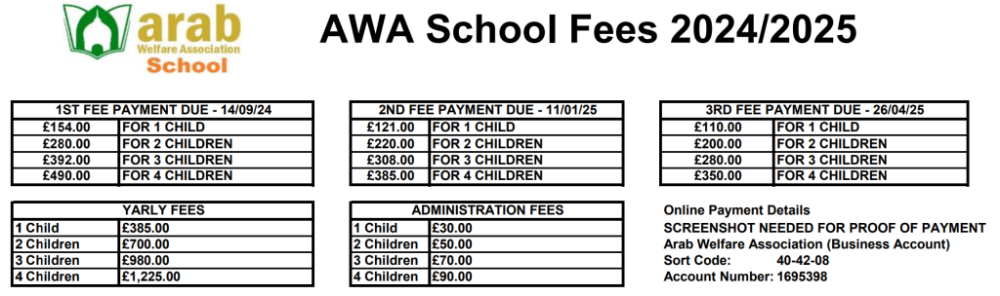 arab
Welfare Association
School
AWA School Fees 2024/2025
1ST FEE PAYMENT DUE - 14/09/24
£154.00 FOR 1 CHILD
£280.00 FOR 2 CHILDREN
£392.00 FOR 3 CHILDREN
£490.00 FOR 4 CHILDREN
2ND FEE PAYMENT DUE - 11/01/25
£121.00 FOR 1 CHILD
£220.00 FOR 2 CHILDREN
£308.00 FOR 3 CHILDREN
£385.00 FOR 4 CHILDREN
3RD FEE PAYMENT DUE - 26/04/25
£110.00 FOR 1 CHILD
£200.00 FOR 2 CHILDREN
£280.00 FOR 3 CHILDREN
£350.00 FOR 4 CHILDREN
YARLY FEES
1 Child £385.00
2 Children £700.00
3 Children £980.00
4 Children £1,225.00
ADMINISTRATION FEES
1 Child £30.00
2 Children £50.00
3 Children £70.00
4 Children £90.00
Online Payment Details
SCREENSHOT NEEDED FOR PROOF OF PAYMENT
Arab Welfare Association (Business Account)
Sort Code: 40-42-08
Account Number: 1695398